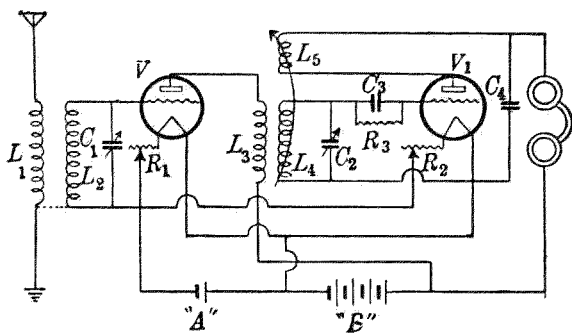 V
V₁
L₅
C₃
C₄
C₁
L₁
L₂
R₁
L₃
L₄
C₂
R₃
R₂
"A"
"B"